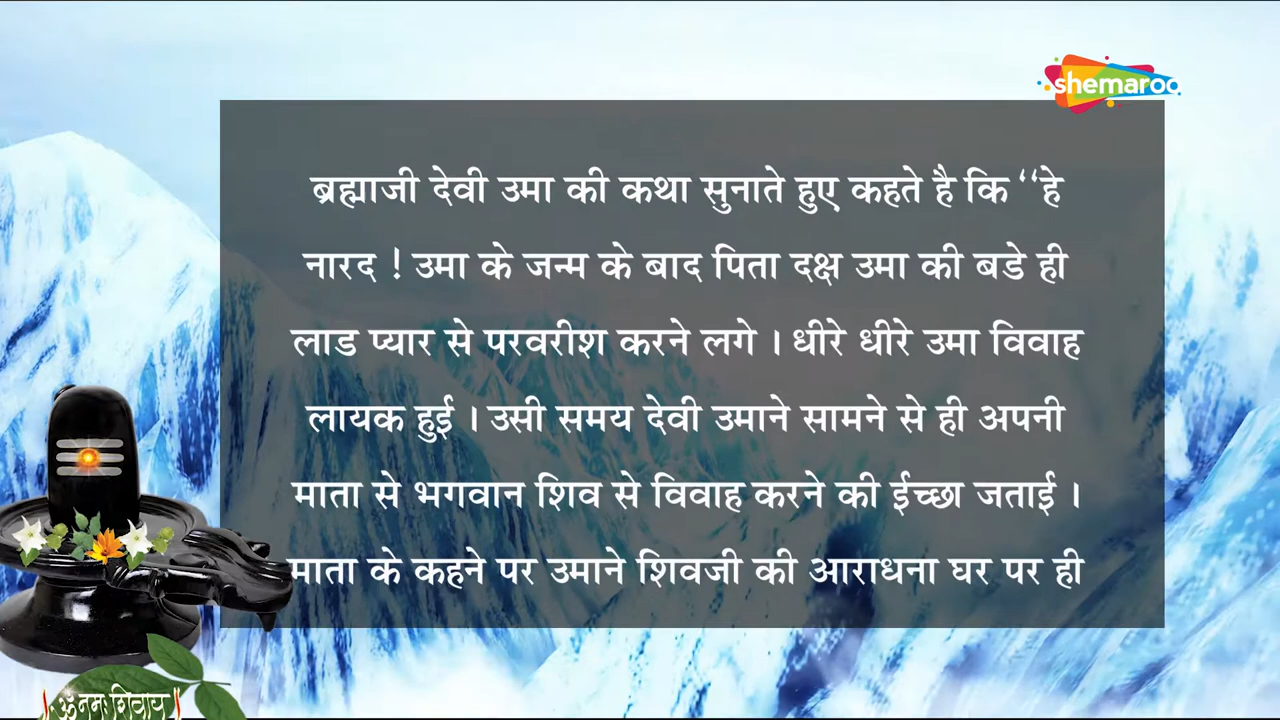 shemaroo
ब्रह्माजी देवी उमा की कथा सुनाते हुए कहते है कि ‘‘हे
नारद ! उमा के जन्म के बाद पिता दक्ष उमा की बडे ही
लाड प्यार से परवरीश करने लगे । धीरे धीरे उमा विवाह
लायक हुई । उसी समय देवी उमाने सामने से ही अपनी
माता से भगवान शिव से विवाह करने की ईच्छा जताई ।
माता के कहने पर उमाने शिवजी की आराधना घर पर ही
। ॐ नमः शिवाय ।